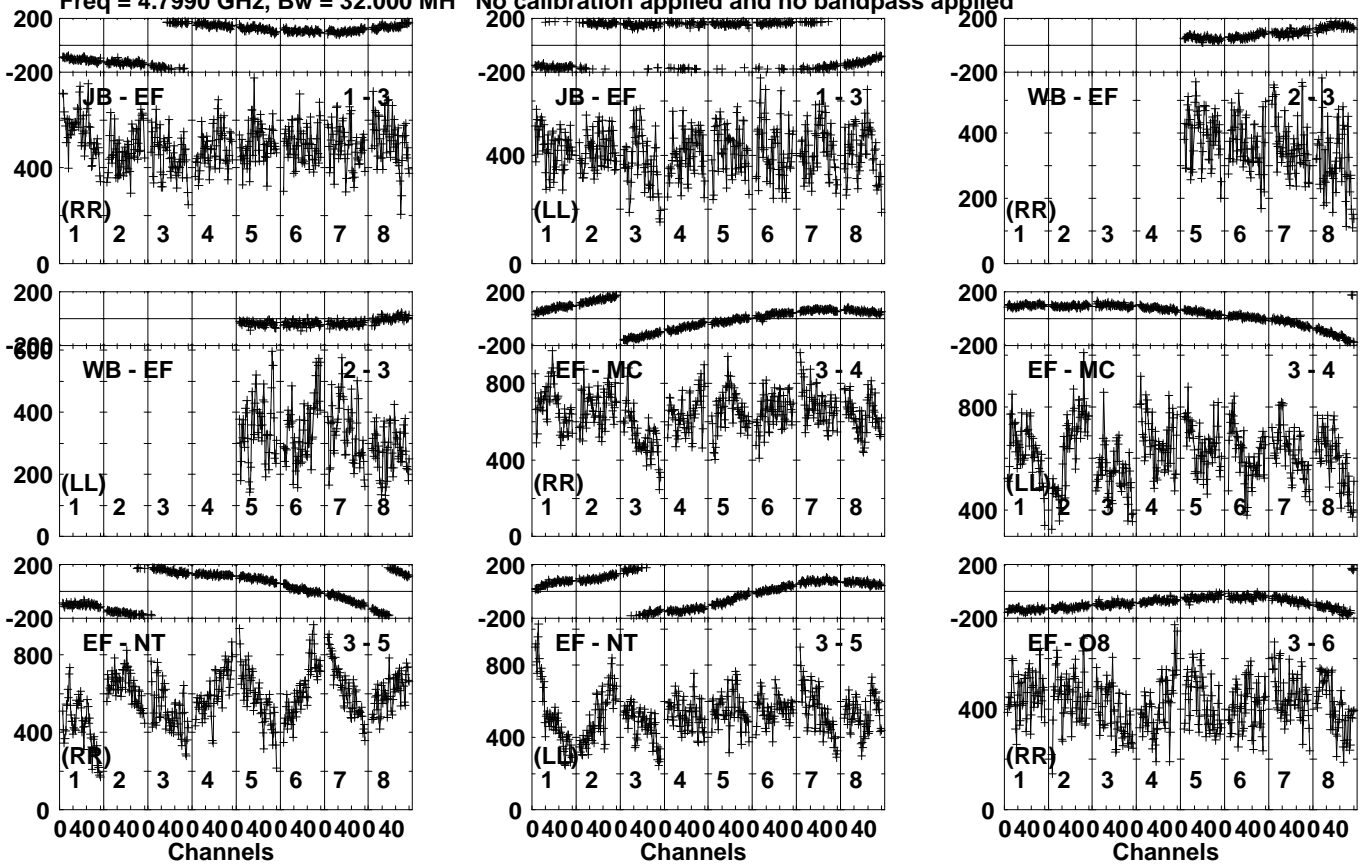 Freq = 4.7990 GHz, Bw = 32.000 MH No calibration applied and no bandpass applied
200 200 200
-200 -200 -200
JB - EF 1 - 3 JB - EF 1 - 3 WB - EF 2 - 3
400 400 400
200
(RR) (LL) (RR)
1 2 3 4 5 6 7 8 1 2 3 4 5 6 7 8 1 2 3 4 5 6 7 8
0 0 0
200 200 200
-200 -200 -200
600
WB - EF 2 - 3 EF - MC 3 - 4 EF - MC 3 - 4
400 800 800
200 400 400
(LL) (RR) (LL)
1 2 3 4 5 6 7 8 1 2 3 4 5 6 7 8 1 2 3 4 5 6 7 8
0 0
200 200 200
-200 -200 -200
EF - NT 3 - 5 EF - NT 3 - 5 EF - O8 3 - 6
800 800
400 400 400
(RR) (LL) (RR)
1 2 3 4 5 6 7 8 1 2 3 4 5 6 7 8 1 2 3 4 5 6 7 8
0 0 0
0 40 0 40 0 40 0 40 0 40 0 40 0 40 0 40 0 40 0 40 0 40 0 40 0 40 0 40 0 40 0 40 0 40 0 40 0 40 0 40 0 40 0 40 0 40 0 40
Channels Channels Channels